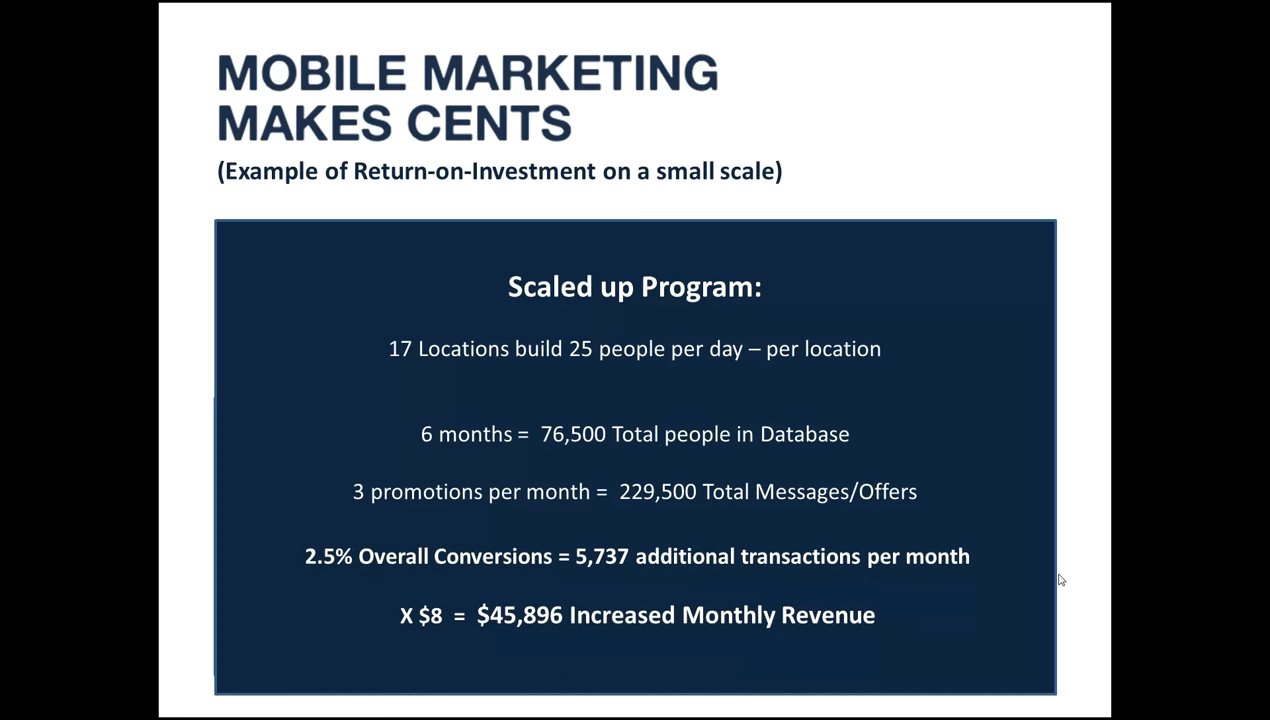 MOBILE MARKETING
MAKES CENTS
(Example of Return-on-Investment on a small scale)
Scaled up Program:
17 Locations build 25 people per day – per location
6 months = 76,500 Total people in Database
3 promotions per month = 229,500 Total Messages/Offers
2.5% Overall Conversions = 5,737 additional transactions per month
X $8 = $45,896 Increased Monthly Revenue